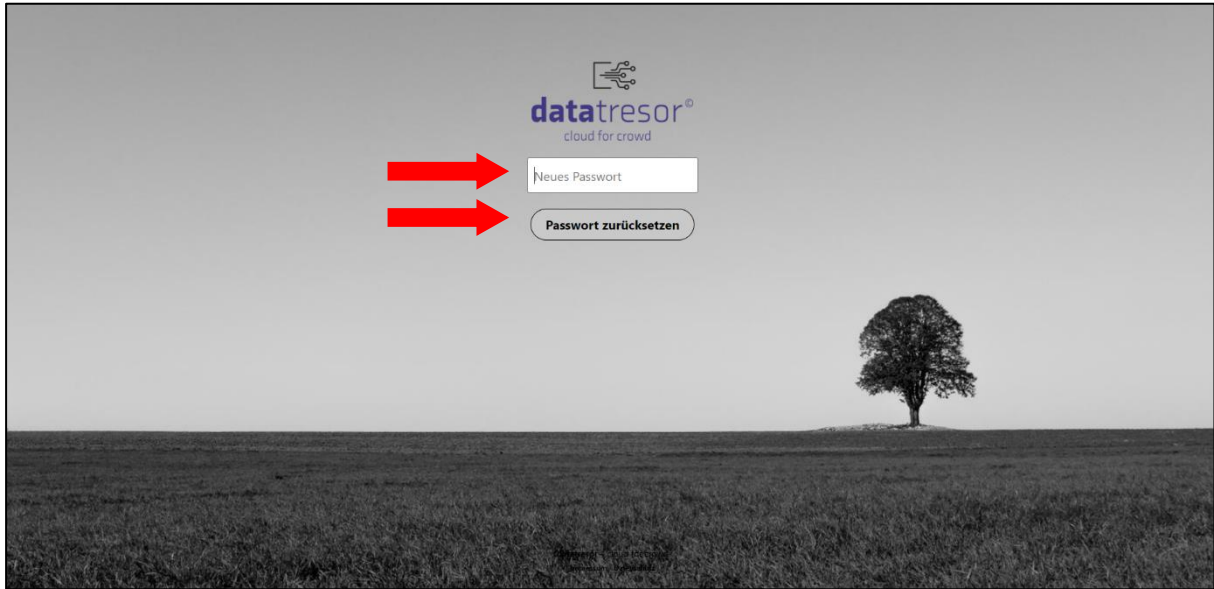 datatresor©
cloud for crowd
Neues Passwort
Passwort zurücksetzen